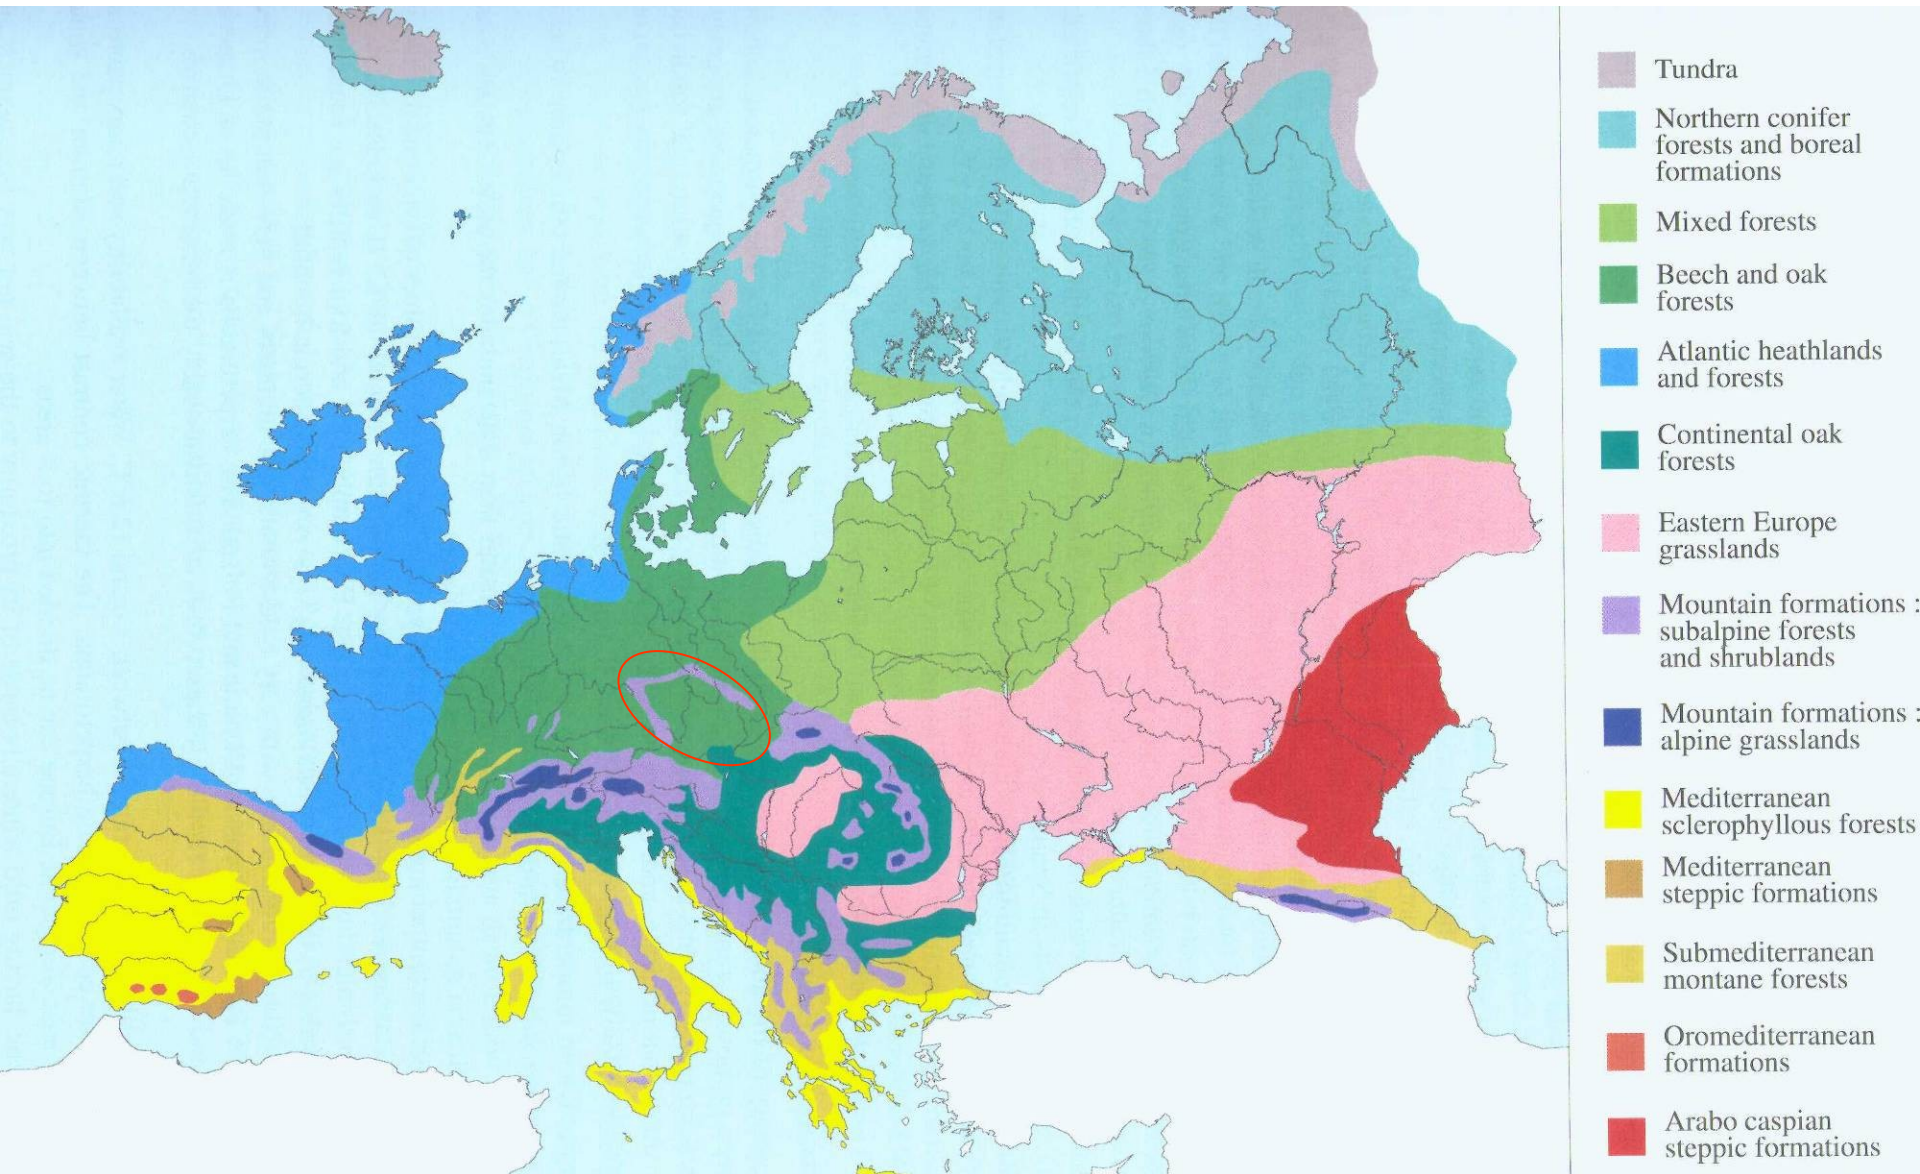 Tundra
Northern conifer
forests and boreal
formations
Mixed forests
Beech and oak
forests
Atlantic heathlands
and forests
Continental oak
forests
Eastern Europe
grasslands
Mountain formations :
subalpine forests
and shrublands
Mountain formations :
alpine grasslands
Mediterranean
sclerophyllous forests
Mediterranean
steppic formations
Submediterranean
montane forests
Oromediterranean
formations
Arabo caspian
steppic formations